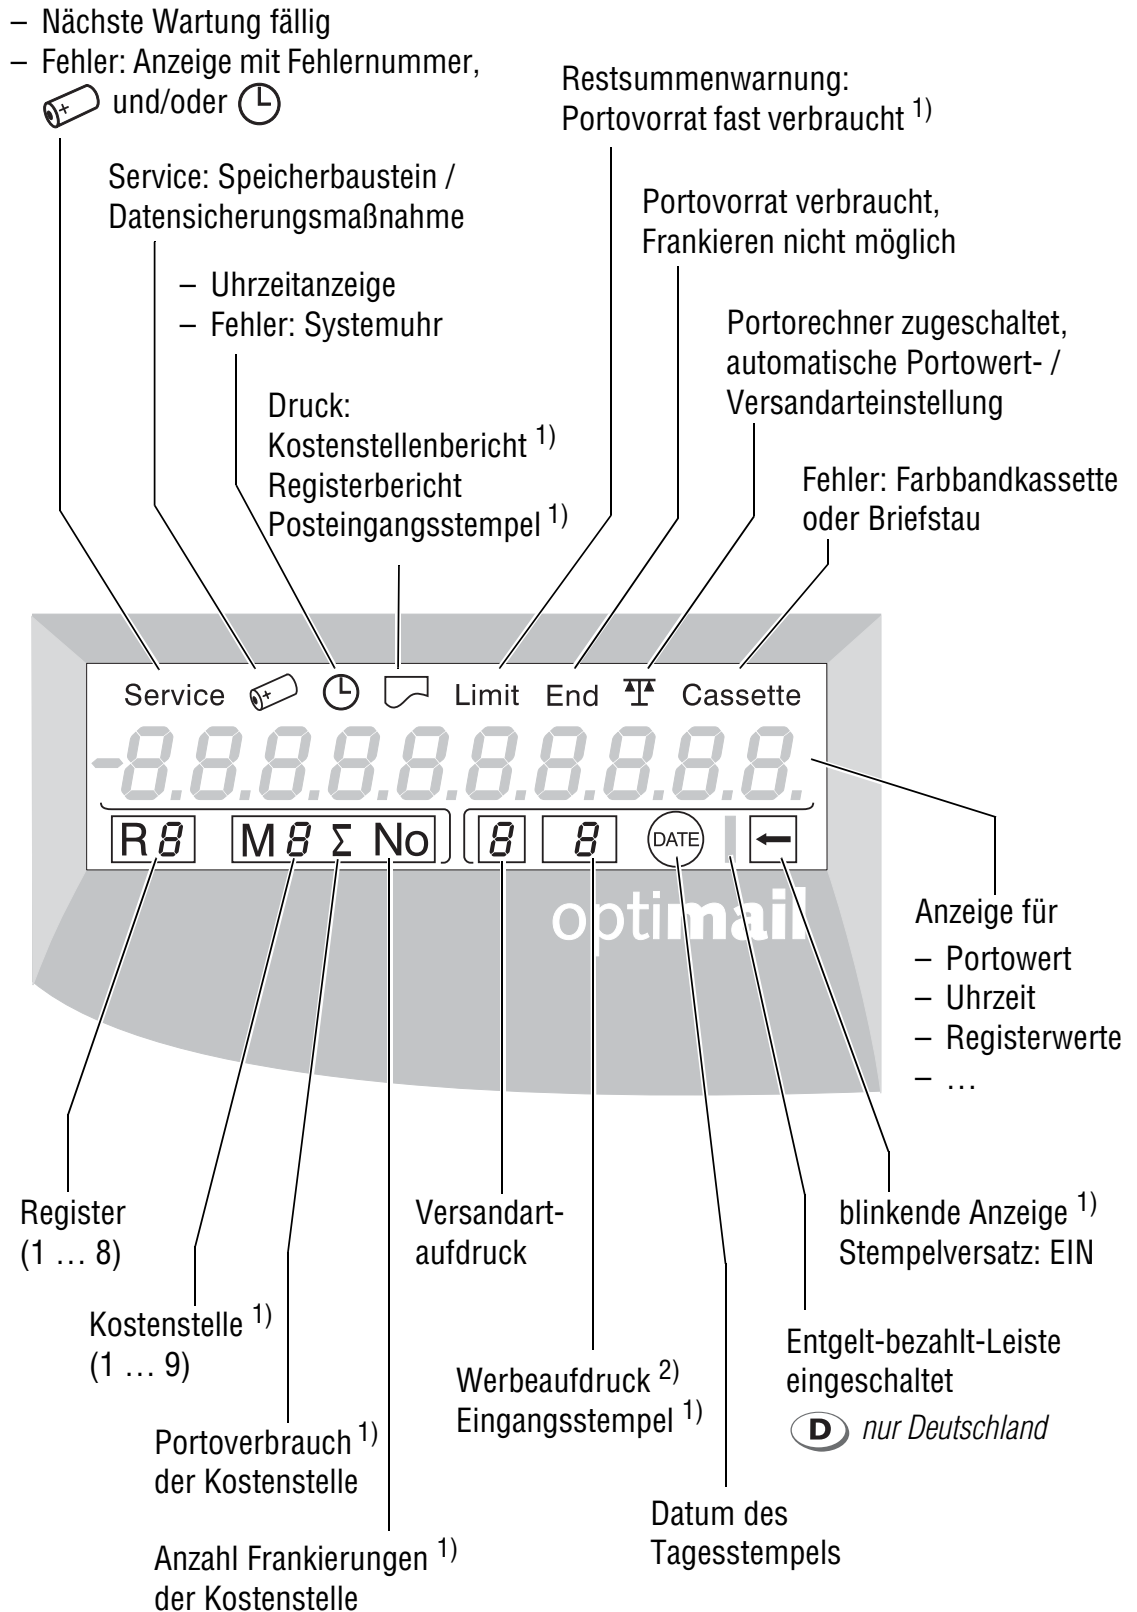 – Nächste Wartung fällig
– Fehler: Anzeige mit Fehlernummer,
und/oder
Restsummenwarnung:
Portovorrat fast verbraucht 1)
Service: Speicherbaustein /
Datensicherungsmaßnahme
Portovorrat verbraucht,
Frankieren nicht möglich
– Uhrzeitanzeige
– Fehler: Systemuhr
Portorechner zugeschaltet,
automatische Portowert- /
Versandarteinstellung
Druck:
Kostenstellenbericht 1)
Registerbericht
Posteingangsstempel 1)
Fehler: Farbbandkassette
oder Briefstau
Service + Limit End Cassette
-8.8.8.8.8.8.8.8.8.8.
R 8 M 8 Σ No 8 8 DATE ←
optimail
Anzeige für
– Portowert
– Uhrzeit
– Registerwerte
– …
Register
(1 … 8)
Versandart-
aufdruck
blinkende Anzeige 1)
Stempelversatz: EIN
Kostenstelle 1)
(1 … 9)
Entgelt-bezahlt-Leiste
eingeschaltet
D nur Deutschland
Werbeaufdruck 2)
Eingangsstempel 1)
Portoverbrauch 1)
der Kostenstelle
Datum des
Tagesstempels
Anzahl Frankierungen 1)
der Kostenstelle